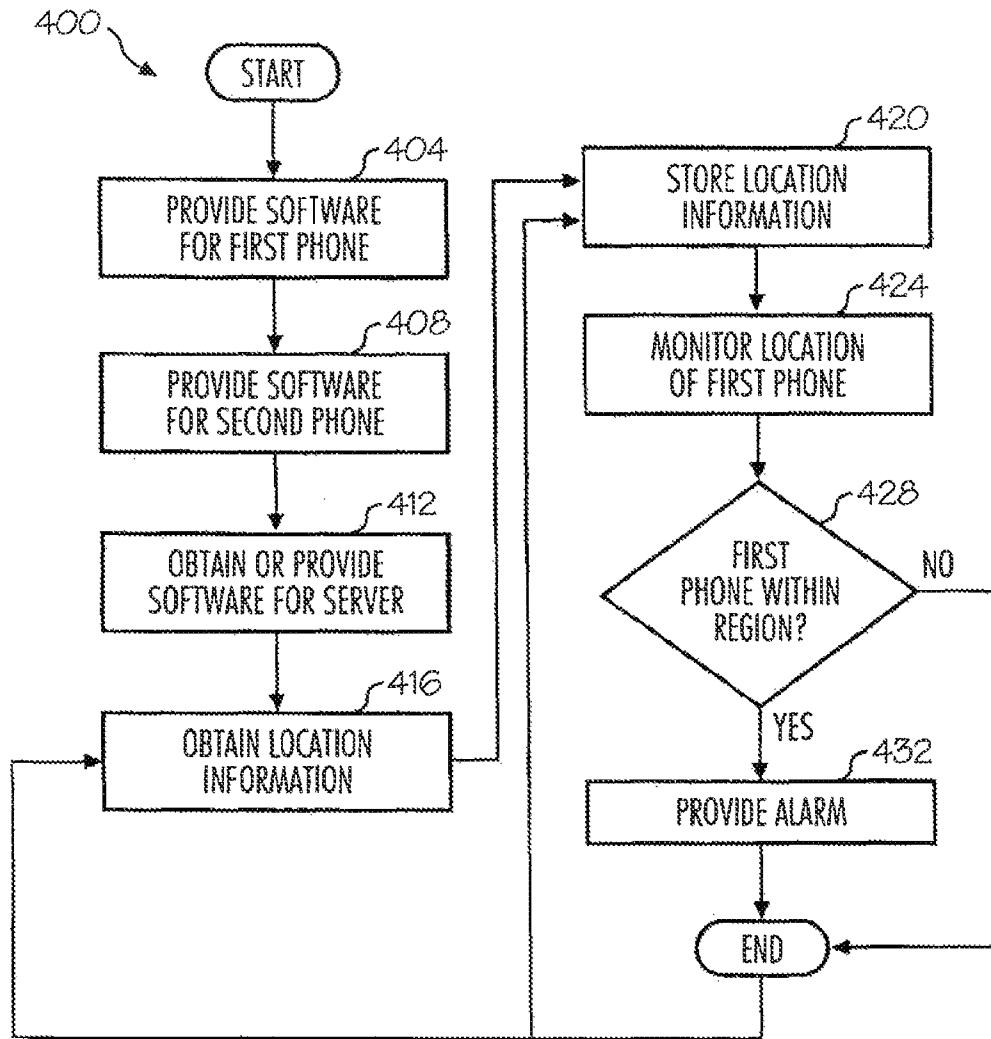 400
START
404
PROVIDE SOFTWARE
FOR FIRST PHONE
408
PROVIDE SOFTWARE
FOR SECOND PHONE
412
OBTAIN OR PROVIDE
SOFTWARE FOR SERVER
416
OBTAIN LOCATION
INFORMATION
420
STORE LOCATION
INFORMATION
424
MONITOR LOCATION
OF FIRST PHONE
428
FIRST
PHONE WITHIN
REGION?
NO
YES
432
PROVIDE ALARM
END